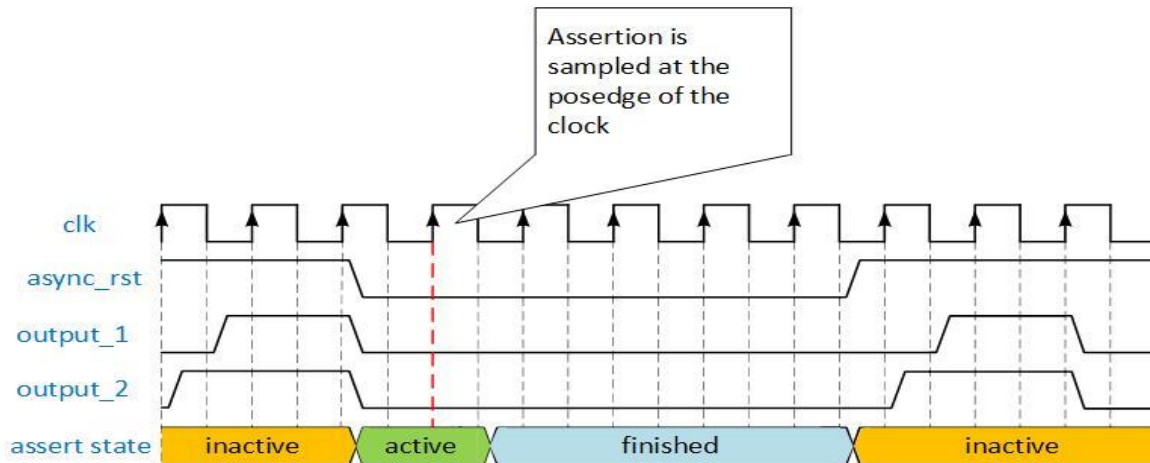 Assertion is
sampled at the
posedge of the
clock
clk
async_rst
output_1
output_2
assert state
inactive
active
finished
inactive